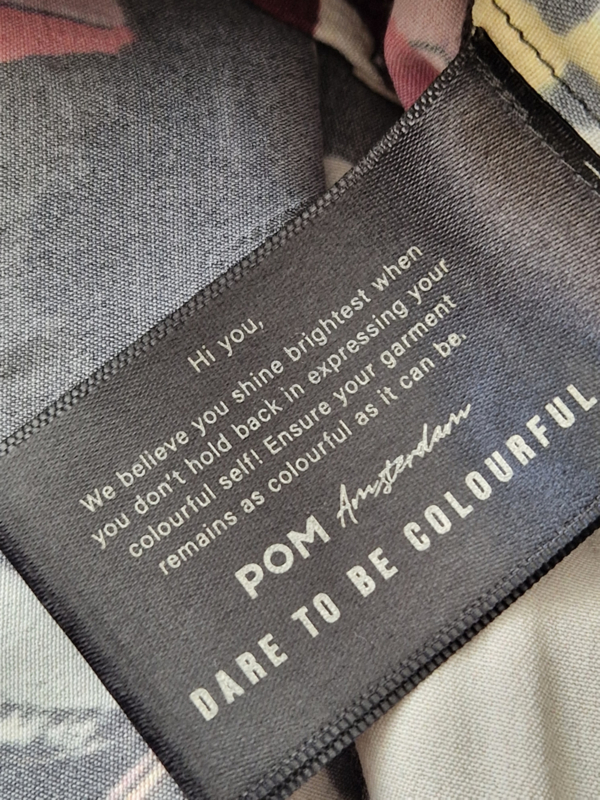 Hi you,
We believe you shine brightest when
you don't hold back in expressing your
colourful self! Ensure your garment
remains as colourful as it can be.
POM Amsterdam
DARE TO BE COLOURFUL